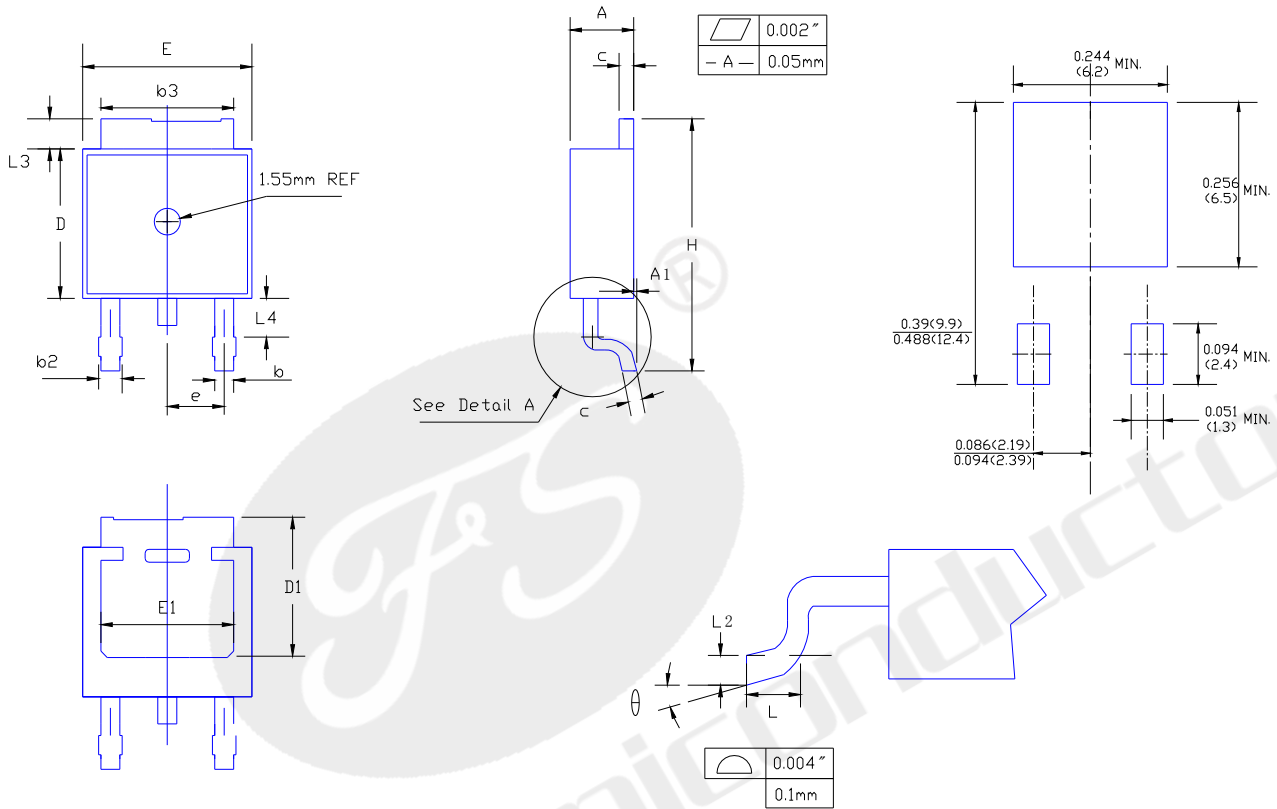 E
b3
L3
D
1.55mm REF
L4
b2
b
e
A
c
0.002"
- A - 0.05mm
H
A1
See Detail A
c
0.244
(6.2) MIN.
0.256
(6.5) MIN.
0.39(9.9)
0.488(12.4)
0.094
(2.4) MIN.
0.051
(1.3) MIN.
0.086(2.19)
0.094(2.39)
®
FS
E1
D1
L2
θ
L
0.004"
0.1mm
miconductor